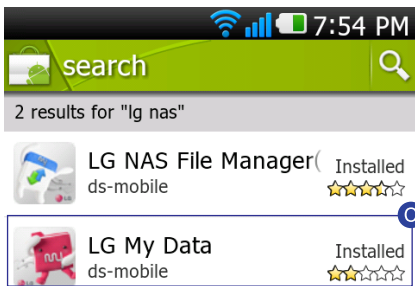 7:54 PM
search
2 results for "lg nas"
LG NAS File Manager(
Installed
ds-mobile
LG My Data
Installed
ds-mobile